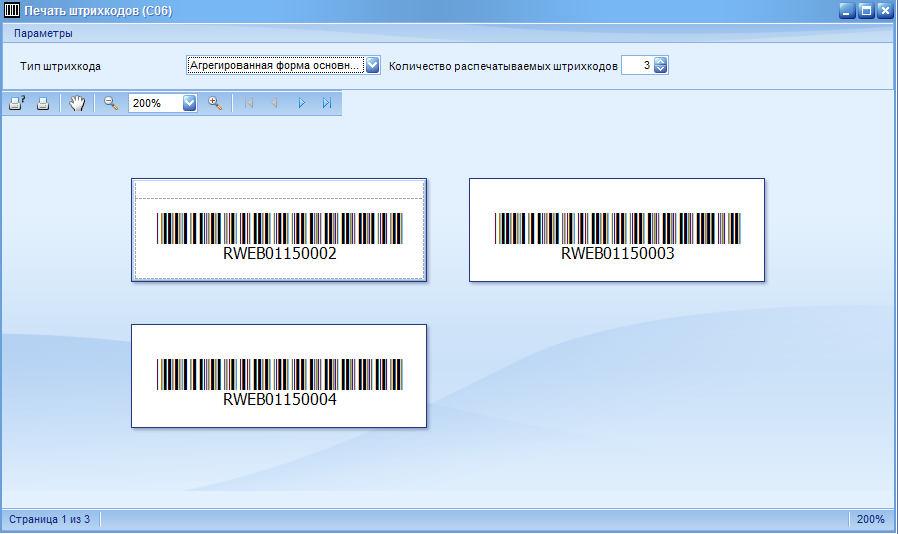 Печать штрихкодов (С06)
Параметры
Тип штрихкода Агрегированная форма основн... Количество распечатываемых штрихкодов 3
200%
RWEB01150002 RWEB01150003
RWEB01150004
Страница 1 из 3 200%